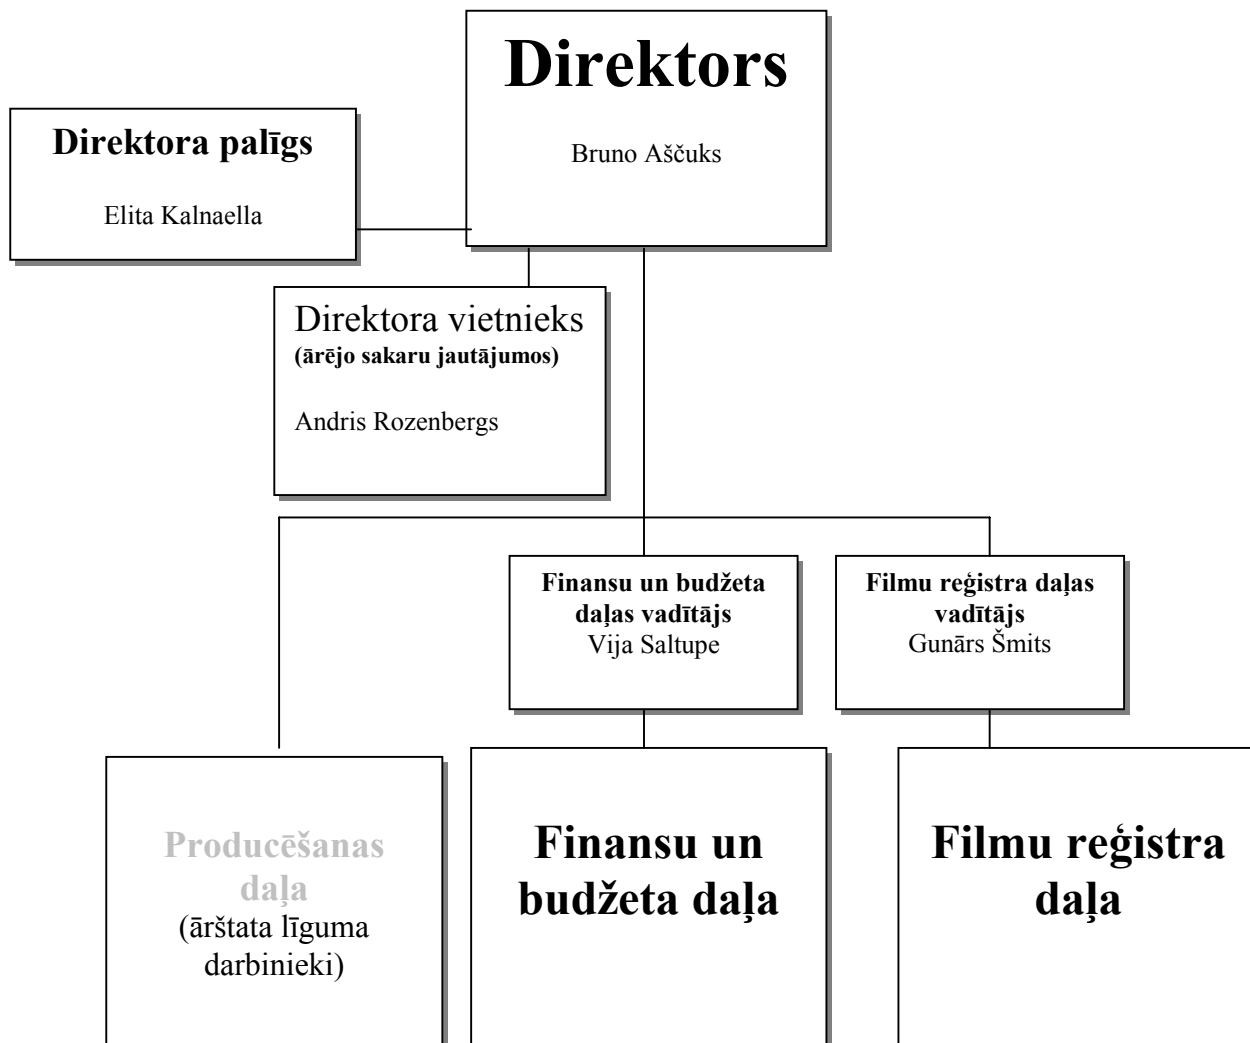 Direktors
Bruno Aščuks
Direktora palīgs
Elita Kalnaella
Direktora vietnieks
(ārējo sakaru jautājumos)
Andris Rozenbergs
Finansu un budžeta
daļas vadītājs
Vija Saltupe
Filmu reģistra daļas
vadītājs
Gunārs Šmits
Producēšanas
daļa
(ārštata līguma
darbinieki)
Finansu un
budžeta daļa
Filmu reģistra
daļa